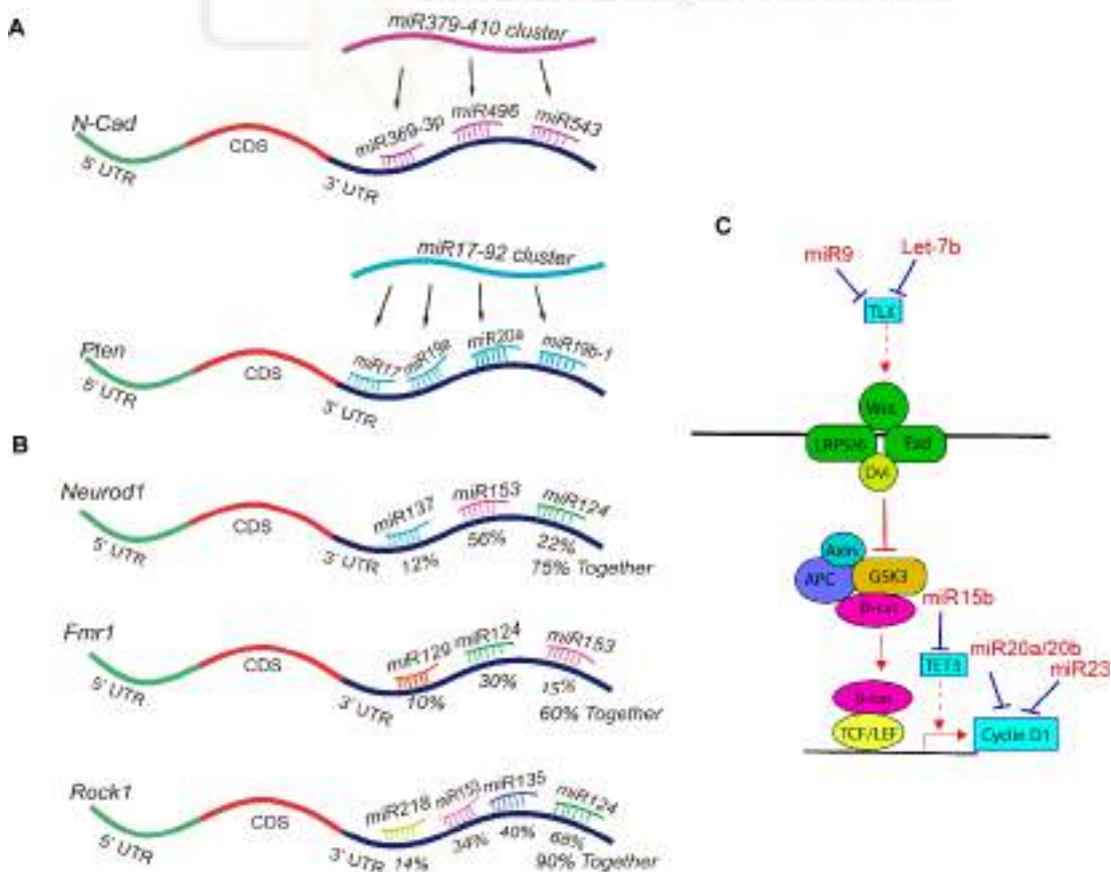 A
miR379-410 cluster
N-Cad
5' UTR
CDS
3' UTR
miR369-3p
miR496
miR543
miR17-92 cluster
Pten
5' UTR
CDS
3' UTR
miR17
miR19a
miR20a
miR19b-1
B
Neurod1
5' UTR
CDS
3' UTR
miR137
miR153
miR124
12%
56%
22%
75% Together
Fmr1
5' UTR
CDS
3' UTR
miR129
miR124
miR153
10%
30%
15%
60% Together
Rock1
5' UTR
CDS
3' UTR
miR218
miR153
miR135
miR124
14%
34%
40%
68%
90% Together
C
miR9
Let-7b
TLX
Wnt
LRP5/6
Fzd
Dvl
Axin
APC
GSK3
B-cat
miR15b
TET3
miR20a/20b
miR23
B-cat
TCF/LEF
Cyclin D1